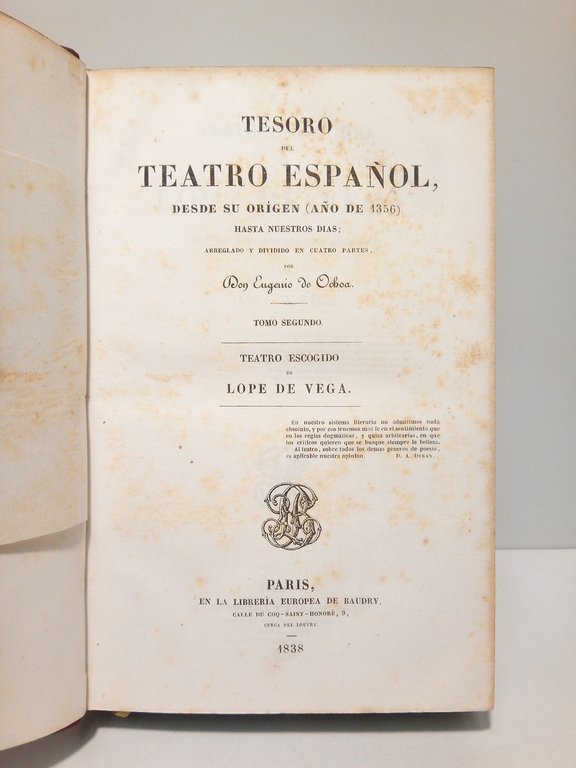 TESORO
DEL
TEATRO ESPAÑOL,
DESDE SU ORÍGEN (AÑO DE 1356)
HASTA NUESTROS DIAS;
ARREGLADO Y DIVIDIDO EN CUATRO PARTES,
POR
Don Eugenio de Ochoa.
TOMO SEGUNDO.
TEATRO ESCOGIDO
DE
LOPE DE VEGA.
En nuestro sistema literario no admitimos nada
absoluto, y por eso tenemos mas fe en el sentimiento que
en las reglas dogmáticas, y quiza arbitrarias, en que
los críticos quieren que se busque siempre la belleza.
Al teatro, sobre todos los demas géneros de poesía,
es aplicable nuestra opinion. D. A. DURAN.
PARIS,
EN LA LIBRERÍA EUROPEA DE BAUDRY,
CALLE DU COQ-SAINT-HONORÉ, 9,
CERCA DEL LOUVRE.
1838